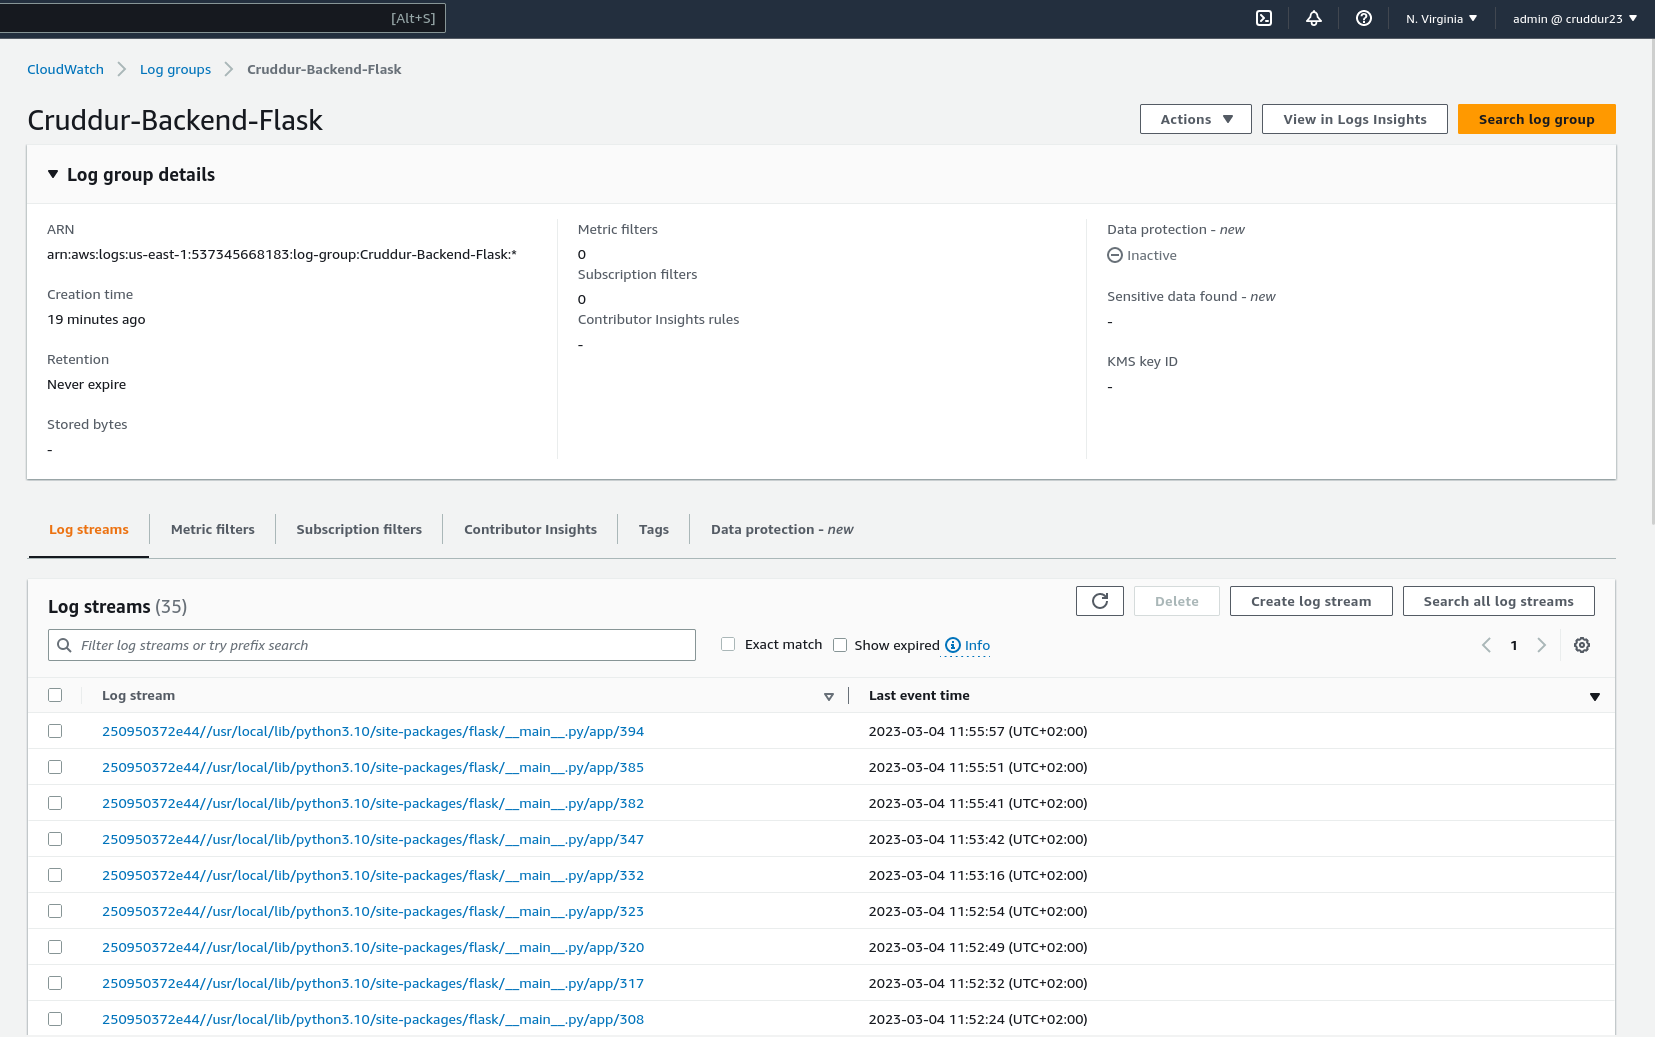 [Alt+S]
N. Virginia
admin @ cruddur23
CloudWatch
Log groups
Cruddur-Backend-Flask
Cruddur-Backend-Flask
Actions
View in Logs Insights
Search log group
Log group details
ARN
arn:aws:logs:us-east-1:537345668183:log-group:Cruddur-Backend-Flask:*
Creation time
19 minutes ago
Retention
Never expire
Stored bytes
-
Metric filters
0
Subscription filters
0
Contributor Insights rules
-
Data protection - new
Inactive
Sensitive data found - new
-
KMS key ID
-
Log streams
Metric filters
Subscription filters
Contributor Insights
Tags
Data protection - new
Log streams (35)
Delete
Create log stream
Search all log streams
Filter log streams or try prefix search
Exact match
Show expired
Info
1
Log stream
Last event time
250950372e44//usr/local/lib/python3.10/site-packages/flask/__main__.py/app/394 2023-03-04 11:55:57 (UTC+02:00)
250950372e44//usr/local/lib/python3.10/site-packages/flask/__main__.py/app/385 2023-03-04 11:55:51 (UTC+02:00)
250950372e44//usr/local/lib/python3.10/site-packages/flask/__main__.py/app/382 2023-03-04 11:55:41 (UTC+02:00)
250950372e44//usr/local/lib/python3.10/site-packages/flask/__main__.py/app/347 2023-03-04 11:53:42 (UTC+02:00)
250950372e44//usr/local/lib/python3.10/site-packages/flask/__main__.py/app/332 2023-03-04 11:53:16 (UTC+02:00)
250950372e44//usr/local/lib/python3.10/site-packages/flask/__main__.py/app/323 2023-03-04 11:52:54 (UTC+02:00)
250950372e44//usr/local/lib/python3.10/site-packages/flask/__main__.py/app/320 2023-03-04 11:52:49 (UTC+02:00)
250950372e44//usr/local/lib/python3.10/site-packages/flask/__main__.py/app/317 2023-03-04 11:52:32 (UTC+02:00)
250950372e44//usr/local/lib/python3.10/site-packages/flask/__main__.py/app/308 2023-03-04 11:52:24 (UTC+02:00)